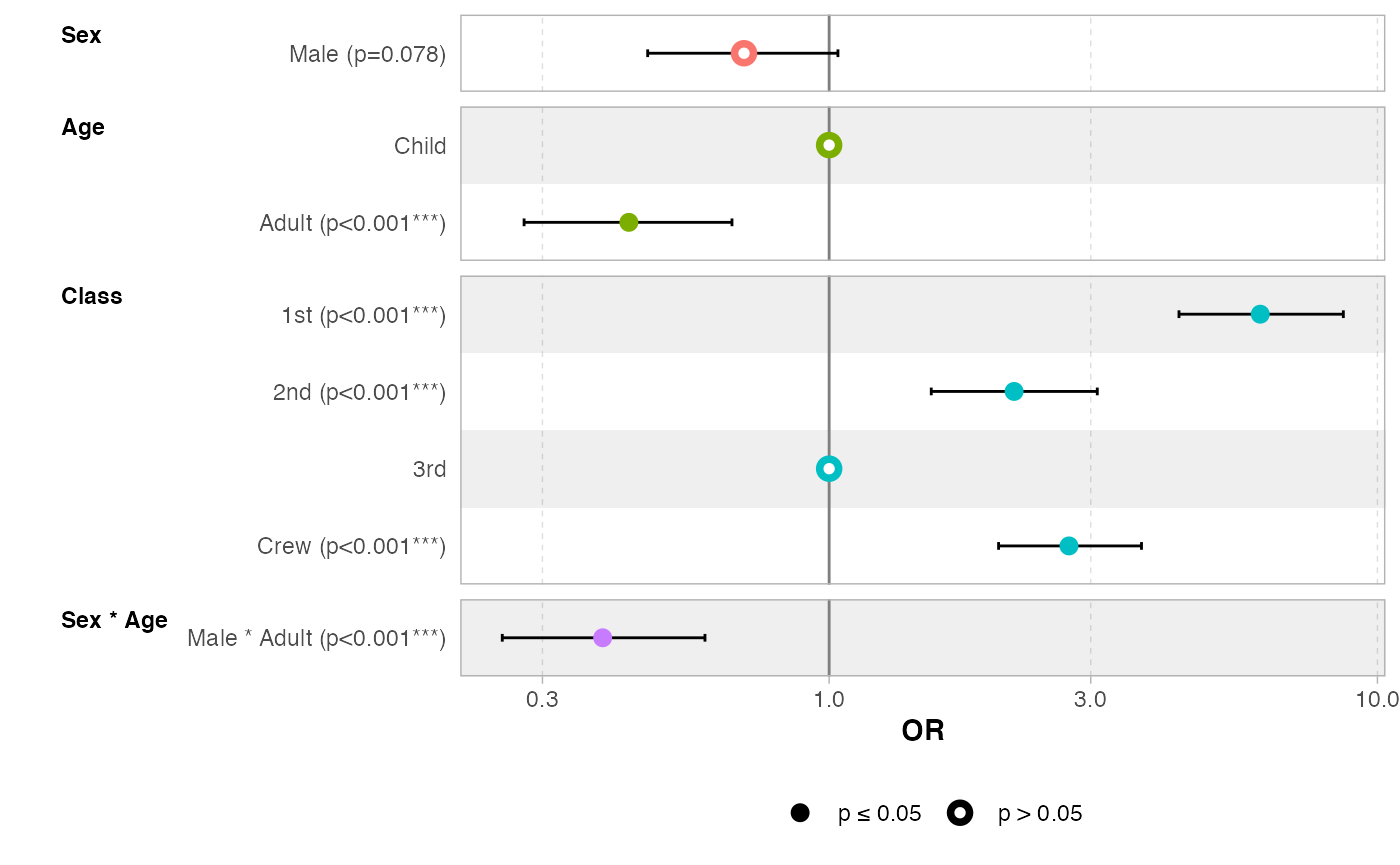 Sex
Male (p=0.078)
Age
Child
Adult (p<0.001***)
Class
1st (p<0.001***)
2nd (p<0.001***)
3rd
Crew (p<0.001***)
Sex * Age
Male * Adult (p<0.001***)
0.3 1.0 3.0 10.0
OR
p ≤ 0.05 p > 0.05